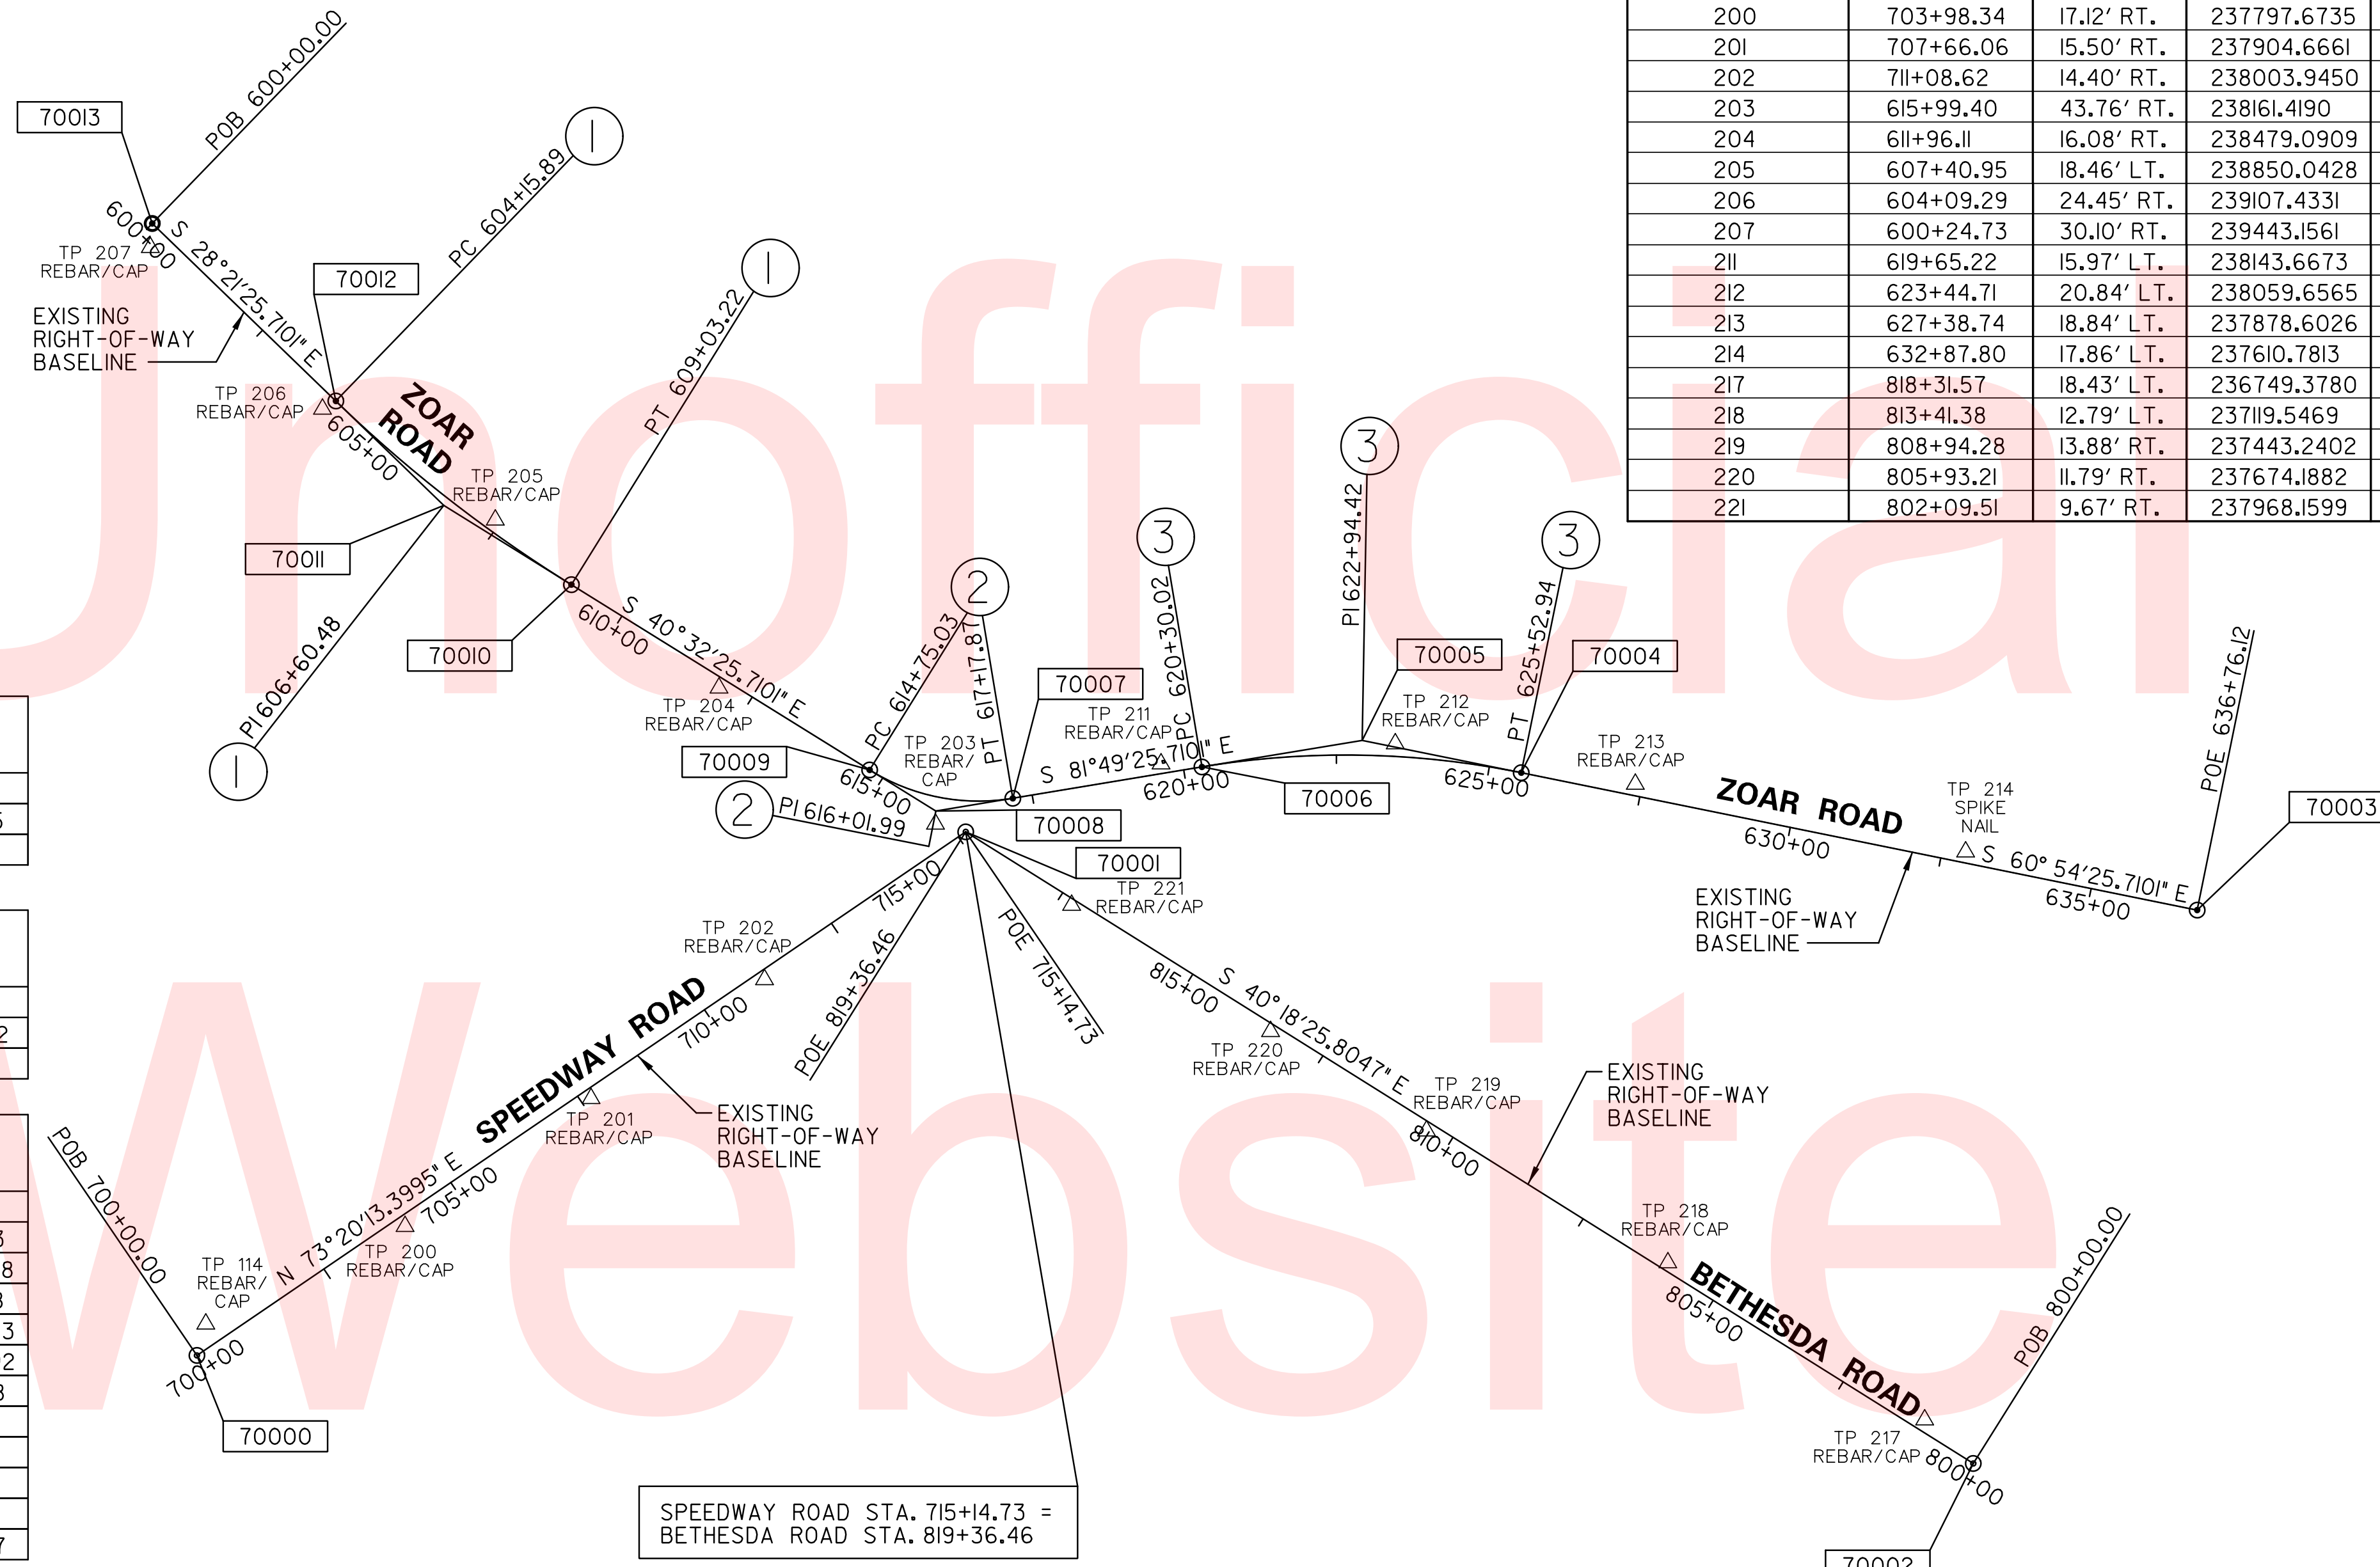 200 703+98.34 17.12' RT. 237797.6735
201 707+66.06 15.50' RT. 237904.6661
202 711+08.62 14.40' RT. 238003.9450
203 615+99.40 43.76' RT. 238161.4190
204 611+96.11 16.08' RT. 238479.0909
205 607+40.95 18.46' LT. 238850.0428
206 604+09.29 24.45' RT. 239107.4331
207 600+24.73 30.10' RT. 239443.1561
211 619+65.22 15.97' LT. 238143.6673
212 623+44.71 20.84' LT. 238059.6565
213 627+38.74 18.84' LT. 237878.6026
214 632+87.80 17.86' LT. 237610.7813
217 818+31.57 18.43' LT. 236749.3780
218 813+41.38 12.79' LT. 237119.5469
219 808+94.28 13.88' RT. 237443.2402
220 805+93.21 11.79' RT. 237674.1882
221 802+09.51 9.67' RT. 237968.1599
Unofficial
Website
70013
POB 600+00.00
600+00
TP 207
REBAR/CAP
S 28°21'25.7101" E
EXISTING
RIGHT-OF-WAY
BASELINE
70012
PC 604+15.89
1
TP 206
REBAR/CAP
605+00
ZOAR
ROAD
PT 609+03.22
1
TP 205
REBAR/CAP
70011
PI 606+60.48
1
70010
610+00
S 40°32'25.7101" E
TP 204
REBAR/CAP
70009
PC 614+75.03
2
PT 617+17.87
615+00
TP 203
REBAR/
CAP
2
PI 616+01.99
70007
70008
TP 211
REBAR/CAP
S 81°49'25.7101" E
620+00
PC 620+30.02
3
70006
PI 622+94.42
3
70005
TP 212
REBAR/CAP
625+00
PT 625+52.94
3
70004
TP 213
REBAR/CAP
ZOAR ROAD
630+00
TP 214
SPIKE
NAIL
S 60°54'25.7101" E
635+00
POE 636+76.12
70003
EXISTING
RIGHT-OF-WAY
BASELINE
70001
TP 221
REBAR/CAP
715+00
POE 819+36.46
POE 715+14.73
TP 202
REBAR/CAP
710+00
SPEEDWAY ROAD
TP 201
REBAR/CAP
EXISTING
RIGHT-OF-WAY
BASELINE
N 73°20'13.3995" E
705+00
TP 200
REBAR/CAP
POB 700+00.00
TP 114
REBAR/
CAP
700+00
70000
815+00
S 40°18'25.8047" E
TP 220
REBAR/CAP
TP 219
REBAR/CAP
810+00
EXISTING
RIGHT-OF-WAY
BASELINE
TP 218
REBAR/CAP
805+00
BETHESDA ROAD
POB 800+00.00
TP 217
REBAR/CAP
800+00
70002
SPEEDWAY ROAD STA. 715+14.73 =
BETHESDA ROAD STA. 819+36.46